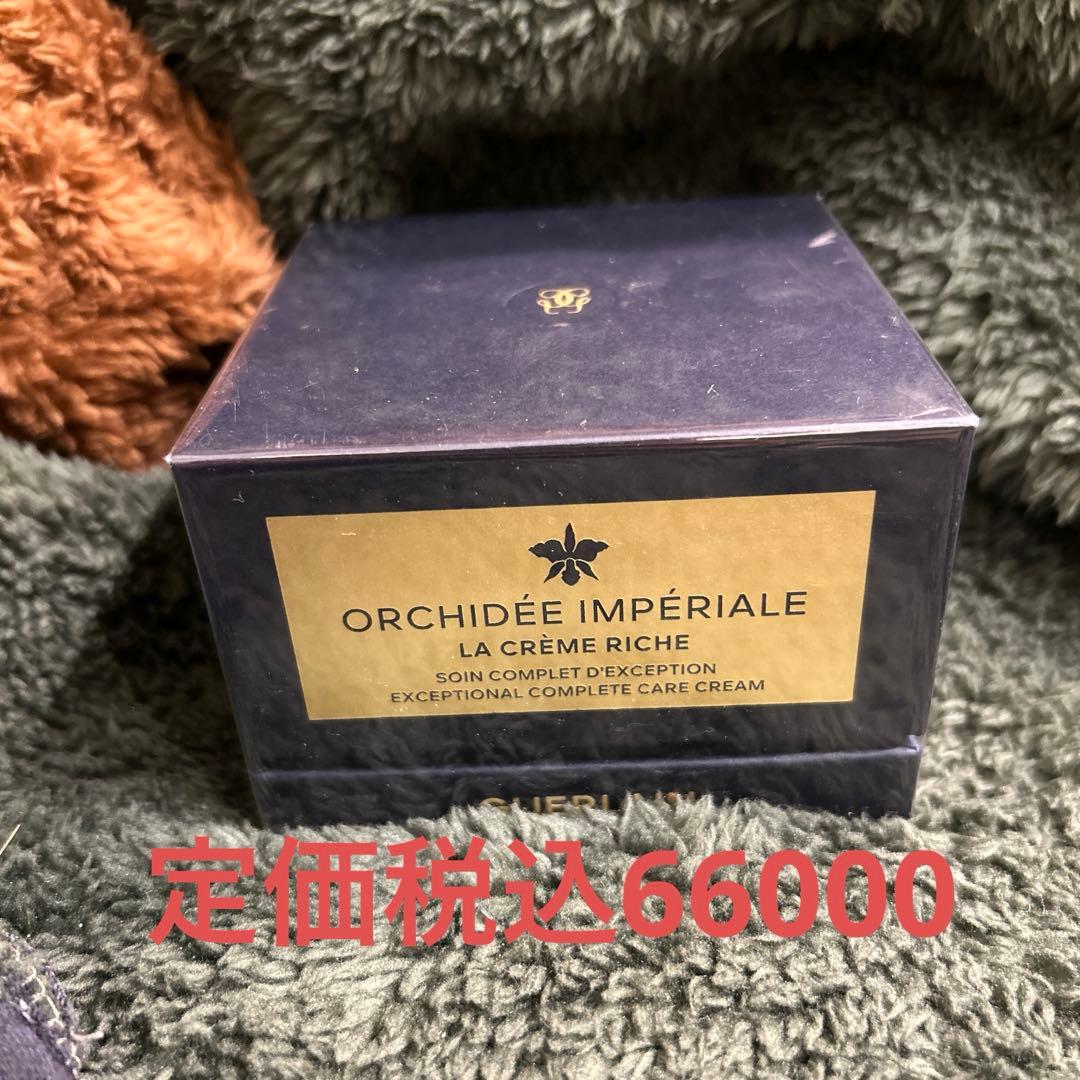 ORCHIDÉE IMPÉRIALE
LA CRÈME RICHE
SOIN COMPLET D'EXCEPTION
EXCEPTIONAL COMPLETE CARE CREAM
GUERLAIN
定価税込66000